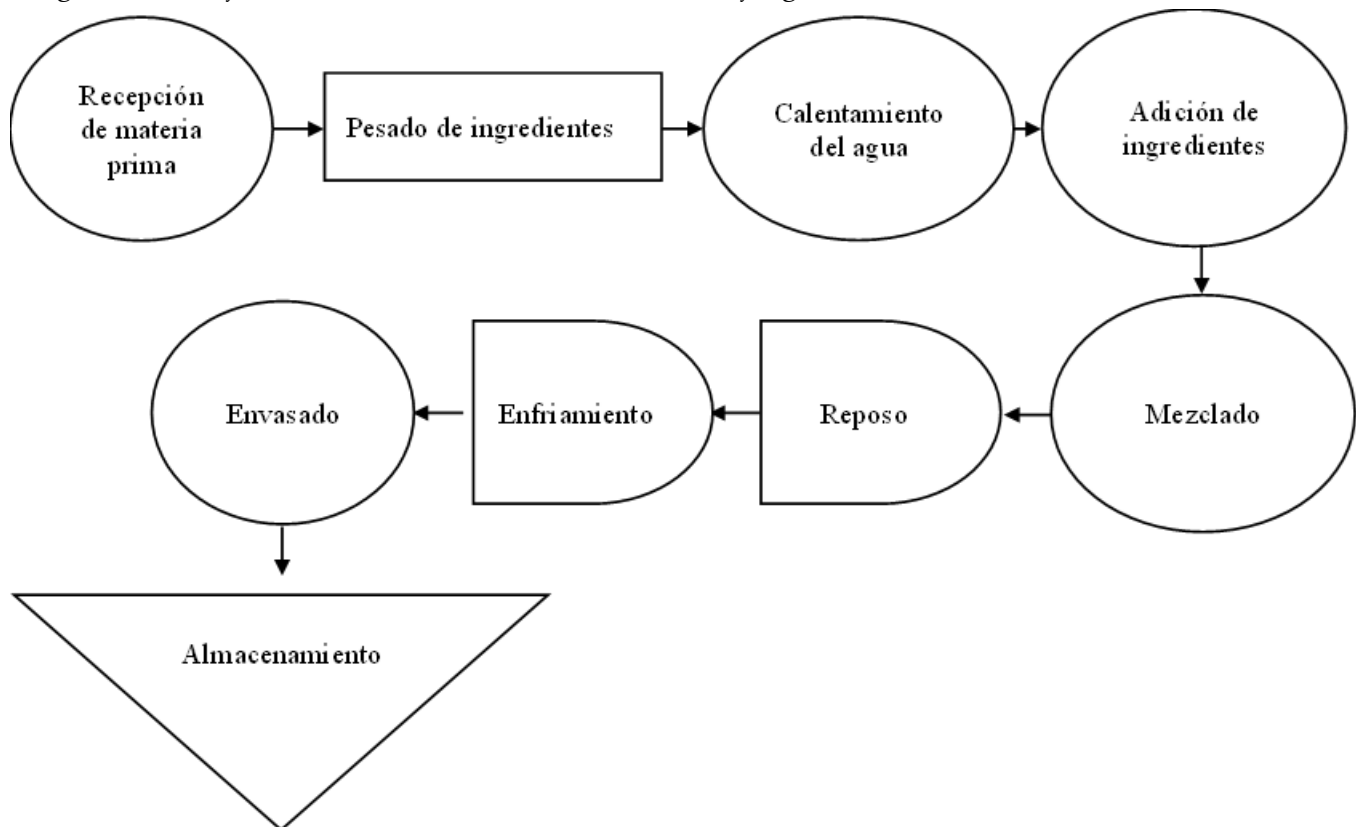 Recepción
de materia
prima
Pesado de ingredientes
Calentamiento
del agua
Adición de
ingredientes
Mezclado
Reposo
Enfriamiento
Envasado
Almacenamiento